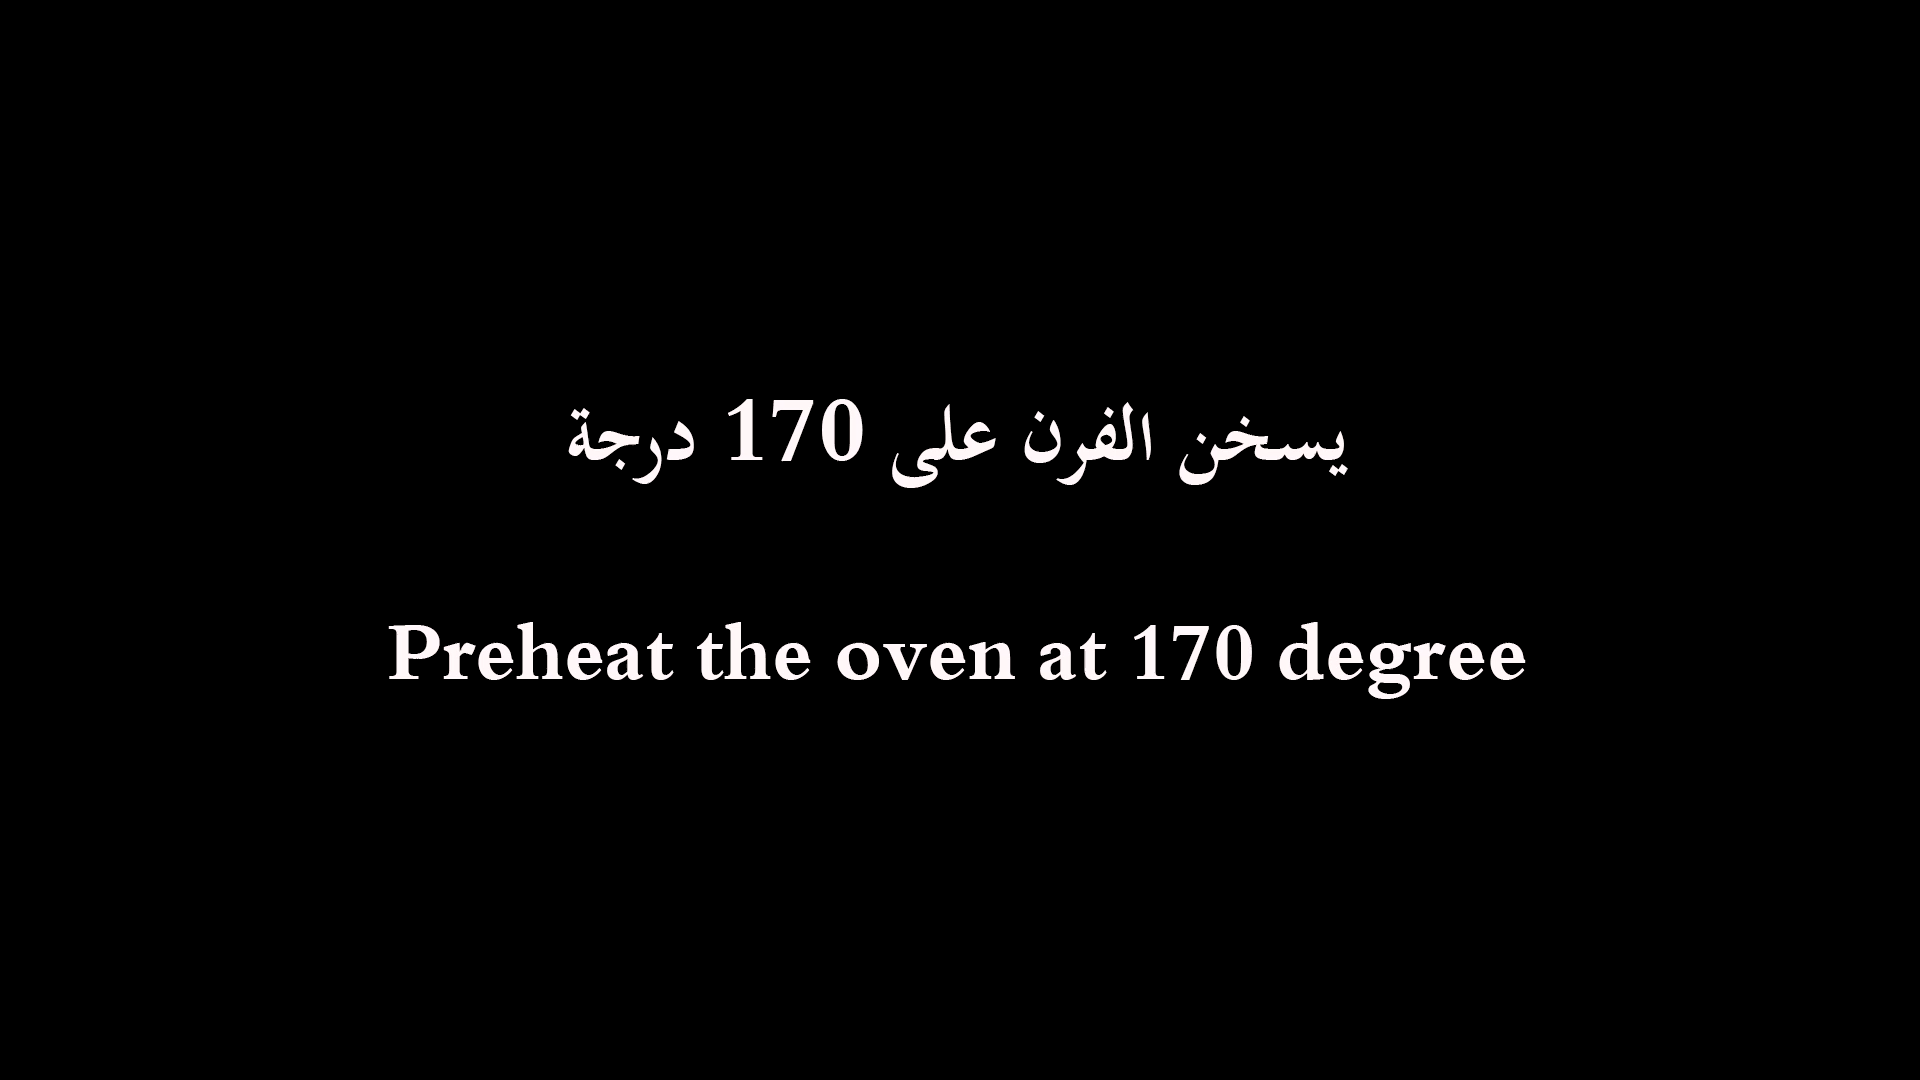 يسخن الفرن على 170 درجة
Preheat the oven at 170 degree